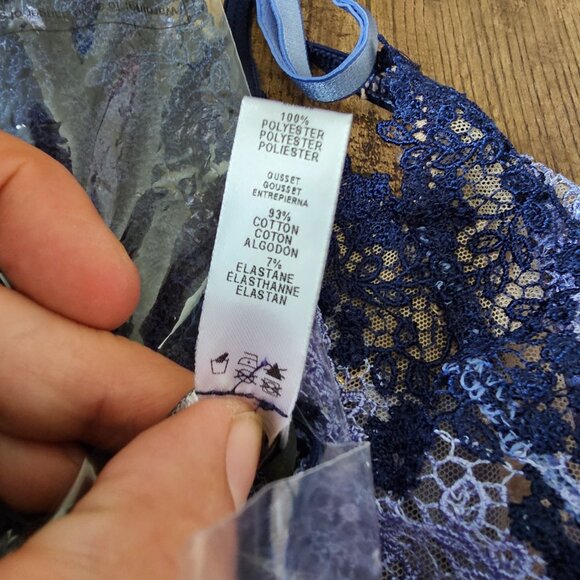 100%
POLYESTER
POLYESTER
POLIESTER
GUSSET
GOUSSET
ENTREPIERNA
93%
COTTON
COTON
ALGODON
7%
ELASTANE
ELASTHANNE
ELASTAN